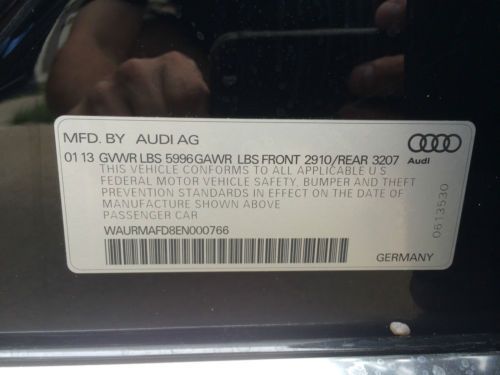 MFD. BY AUDI AG
01 13 GVWR LBS 5996 GAWR LBS FRONT 2910/REAR 3207
Audi
THIS VEHICLE CONFORMS TO ALL APPLICABLE U.S.
FEDERAL MOTOR VEHICLE SAFETY, BUMPER AND THEFT
PREVENTION STANDARDS IN EFFECT ON THE DATE OF
MANUFACTURE SHOWN ABOVE
PASSENGER CAR
WAURMAFD8EN000766
GERMANY
0613530